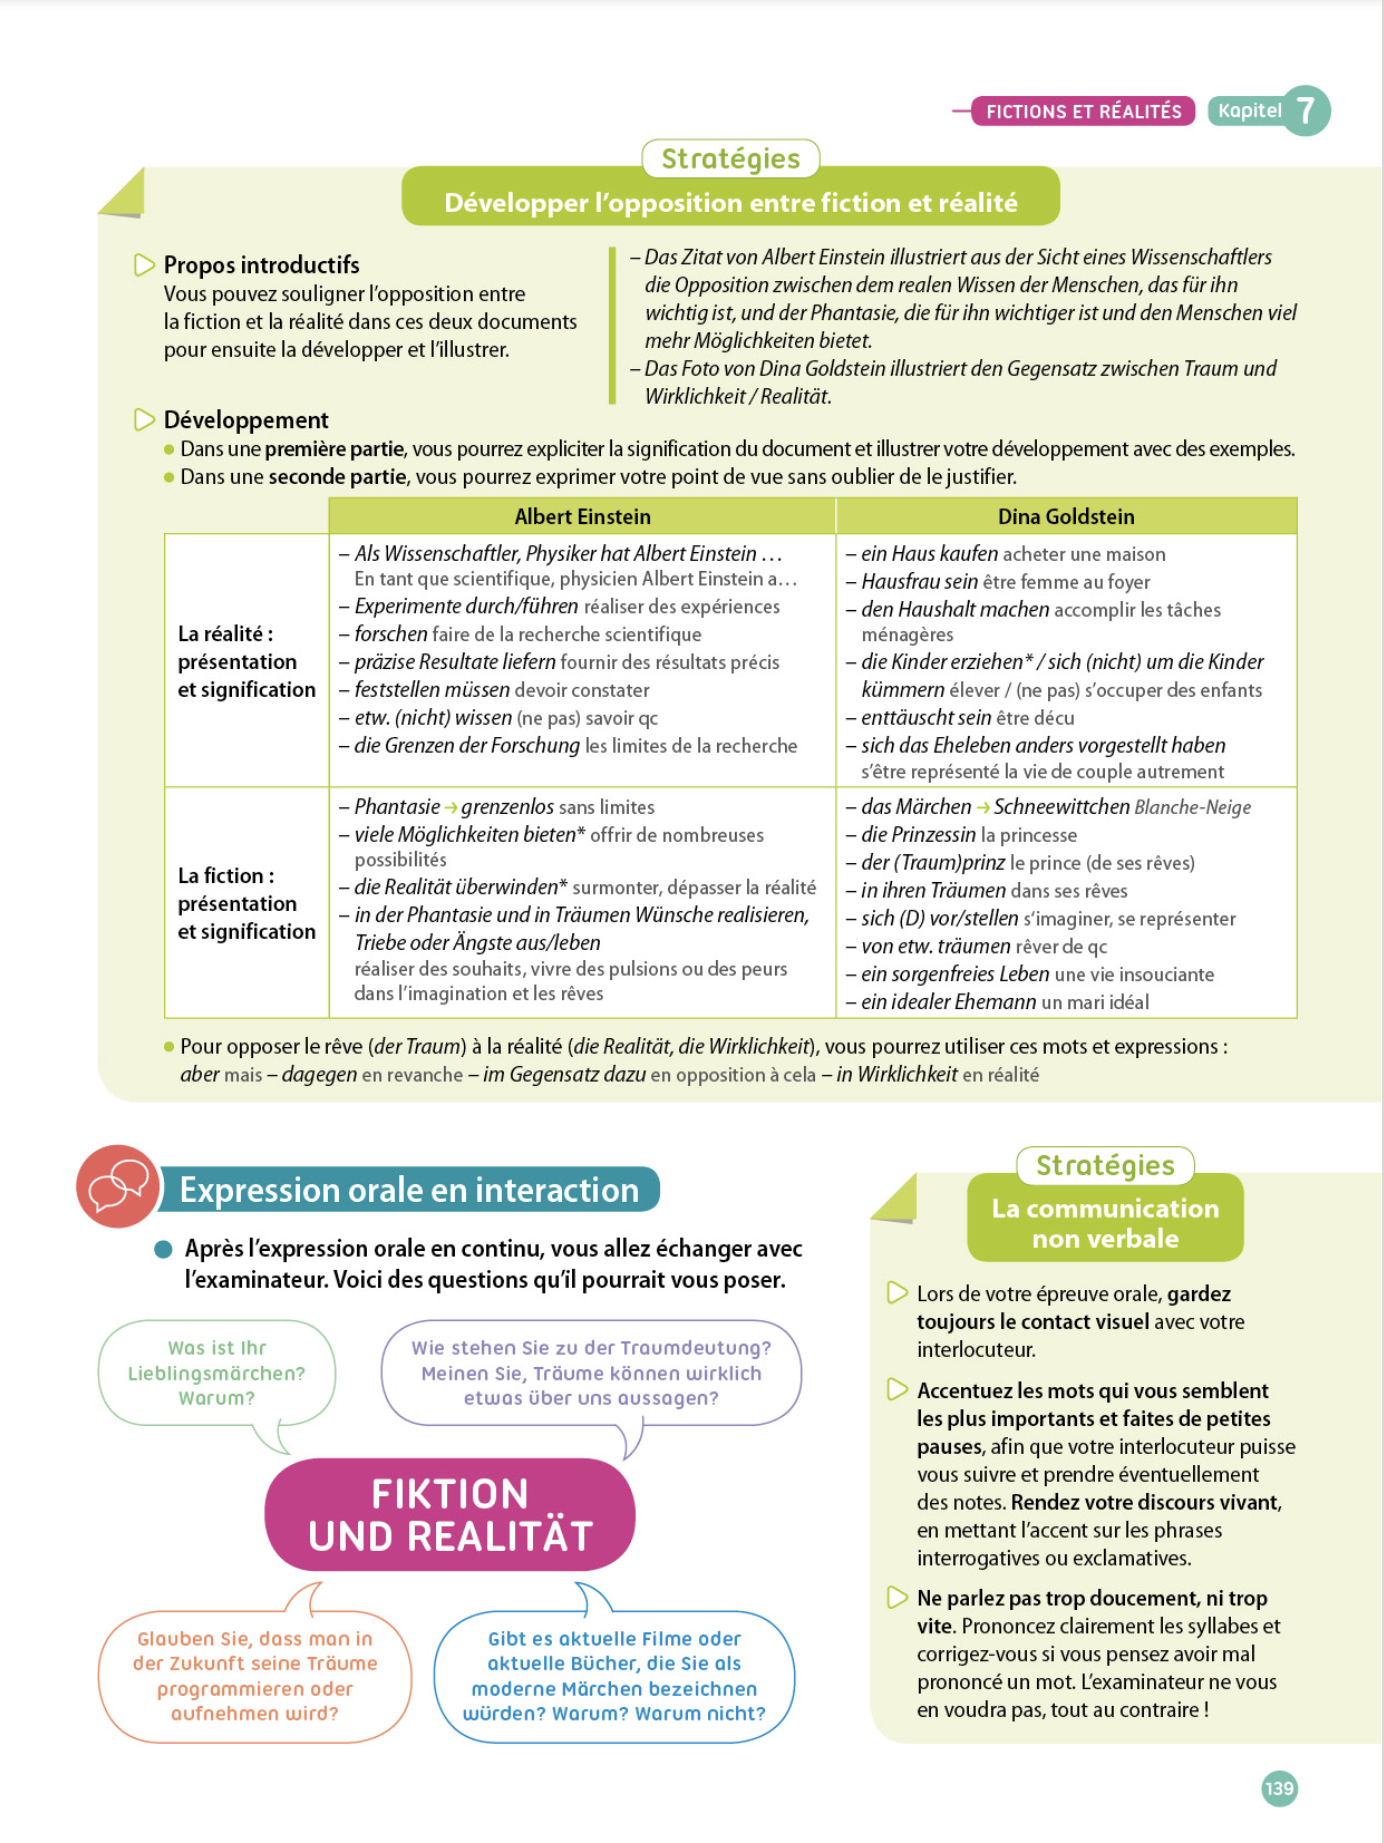 FICTIONS ET RÉALITÉS
Kapitel 7
Stratégies
Développer l'opposition entre fiction et réalité
Propos introductifs
Vous pouvez souligner l'opposition entre
la fiction et la réalité dans ces deux documents
pour ensuite la développer et l'illustrer.
– Das Zitat von Albert Einstein illustriert aus der Sicht eines Wissenschaftlers
die Opposition zwischen dem realen Wissen der Menschen, das für ihn
wichtig ist, und der Phantasie, die für ihn wichtiger ist und den Menschen viel
mehr Möglichkeiten bietet.
– Das Foto von Dina Goldstein illustriert den Gegensatz zwischen Traum und
Wirklichkeit / Realität.
Développement
• Dans une première partie, vous pourrez expliciter la signification du document et illustrer votre développement avec des exemples.
• Dans une seconde partie, vous pourrez exprimer votre point de vue sans oublier de le justifier.
Albert Einstein
Dina Goldstein
La réalité :
présentation
et signification
– Als Wissenschaftler, Physiker hat Albert Einstein …
En tant que scientifique, physicien Albert Einstein a…
– Experimente durch/führen réaliser des expériences
– forschen faire de la recherche scientifique
– präzise Resultate liefern fournir des résultats précis
– feststellen müssen devoir constater
– etw. (nicht) wissen (ne pas) savoir qc
– die Grenzen der Forschung les limites de la recherche
– ein Haus kaufen acheter une maison
– Hausfrau sein être femme au foyer
– den Haushalt machen accomplir les tâches
ménagères
– die Kinder erziehen* / sich (nicht) um die Kinder
kümmern élever / (ne pas) s'occuper des enfants
– enttäuscht sein être décu
– sich das Eheleben anders vorgestellt haben
s'être représenté la vie de couple autrement
La fiction :
présentation
et signification
– Phantasie → grenzenlos sans limites
– viele Möglichkeiten bieten* offrir de nombreuses
possibilités
– die Realität überwinden* surmonter, dépasser la réalité
– in der Phantasie und in Träumen Wünsche realisieren,
Triebe oder Ängste aus/leben
réaliser des souhaits, vivre des pulsions ou des peurs
dans l'imagination et les rêves
– das Märchen → Schneewittchen Blanche-Neige
– die Prinzessin la princesse
– der (Traum)prinz le prince (de ses rêves)
– in ihren Träumen dans ses rêves
– sich (D) vor/stellen s'imaginer, se représenter
– von etw. träumen rêver de qc
– ein sorgenfreies Leben une vie insouciante
– ein idealer Ehemann un mari idéal
• Pour opposer le rêve (der Traum) à la réalité (die Realität, die Wirklichkeit), vous pourrez utiliser ces mots et expressions :
aber mais – dagegen en revanche – im Gegensatz dazu en opposition à cela – in Wirklichkeit en réalité
Expression orale en interaction
• Après l'expression orale en continu, vous allez échanger avec
l'examinateur. Voici des questions qu'il pourrait vous poser.
Was ist Ihr
Lieblingsmärchen?
Warum?
Wie stehen Sie zu der Traumdeutung?
Meinen Sie, Träume können wirklich
etwas über uns aussagen?
FIKTION
UND REALITÄT
Glauben Sie, dass man in
der Zukunft seine Träume
programmieren oder
aufnehmen wird?
Gibt es aktuelle Filme oder
aktuelle Bücher, die Sie als
moderne Märchen bezeichnen
würden? Warum? Warum nicht?
Stratégies
La communication
non verbale
Lors de votre épreuve orale, gardez
toujours le contact visuel avec votre
interlocuteur.
Accentuez les mots qui vous semblent
les plus importants et faites de petites
pauses, afin que votre interlocuteur puisse
vous suivre et prendre éventuellement
des notes. Rendez votre discours vivant,
en mettant l'accent sur les phrases
interrogatives ou exclamatives.
Ne parlez pas trop doucement, ni trop
vite. Prononcez clairement les syllabes et
corrigez-vous si vous pensez avoir mal
prononcé un mot. L'examinateur ne vous
en voudra pas, tout au contraire !
139